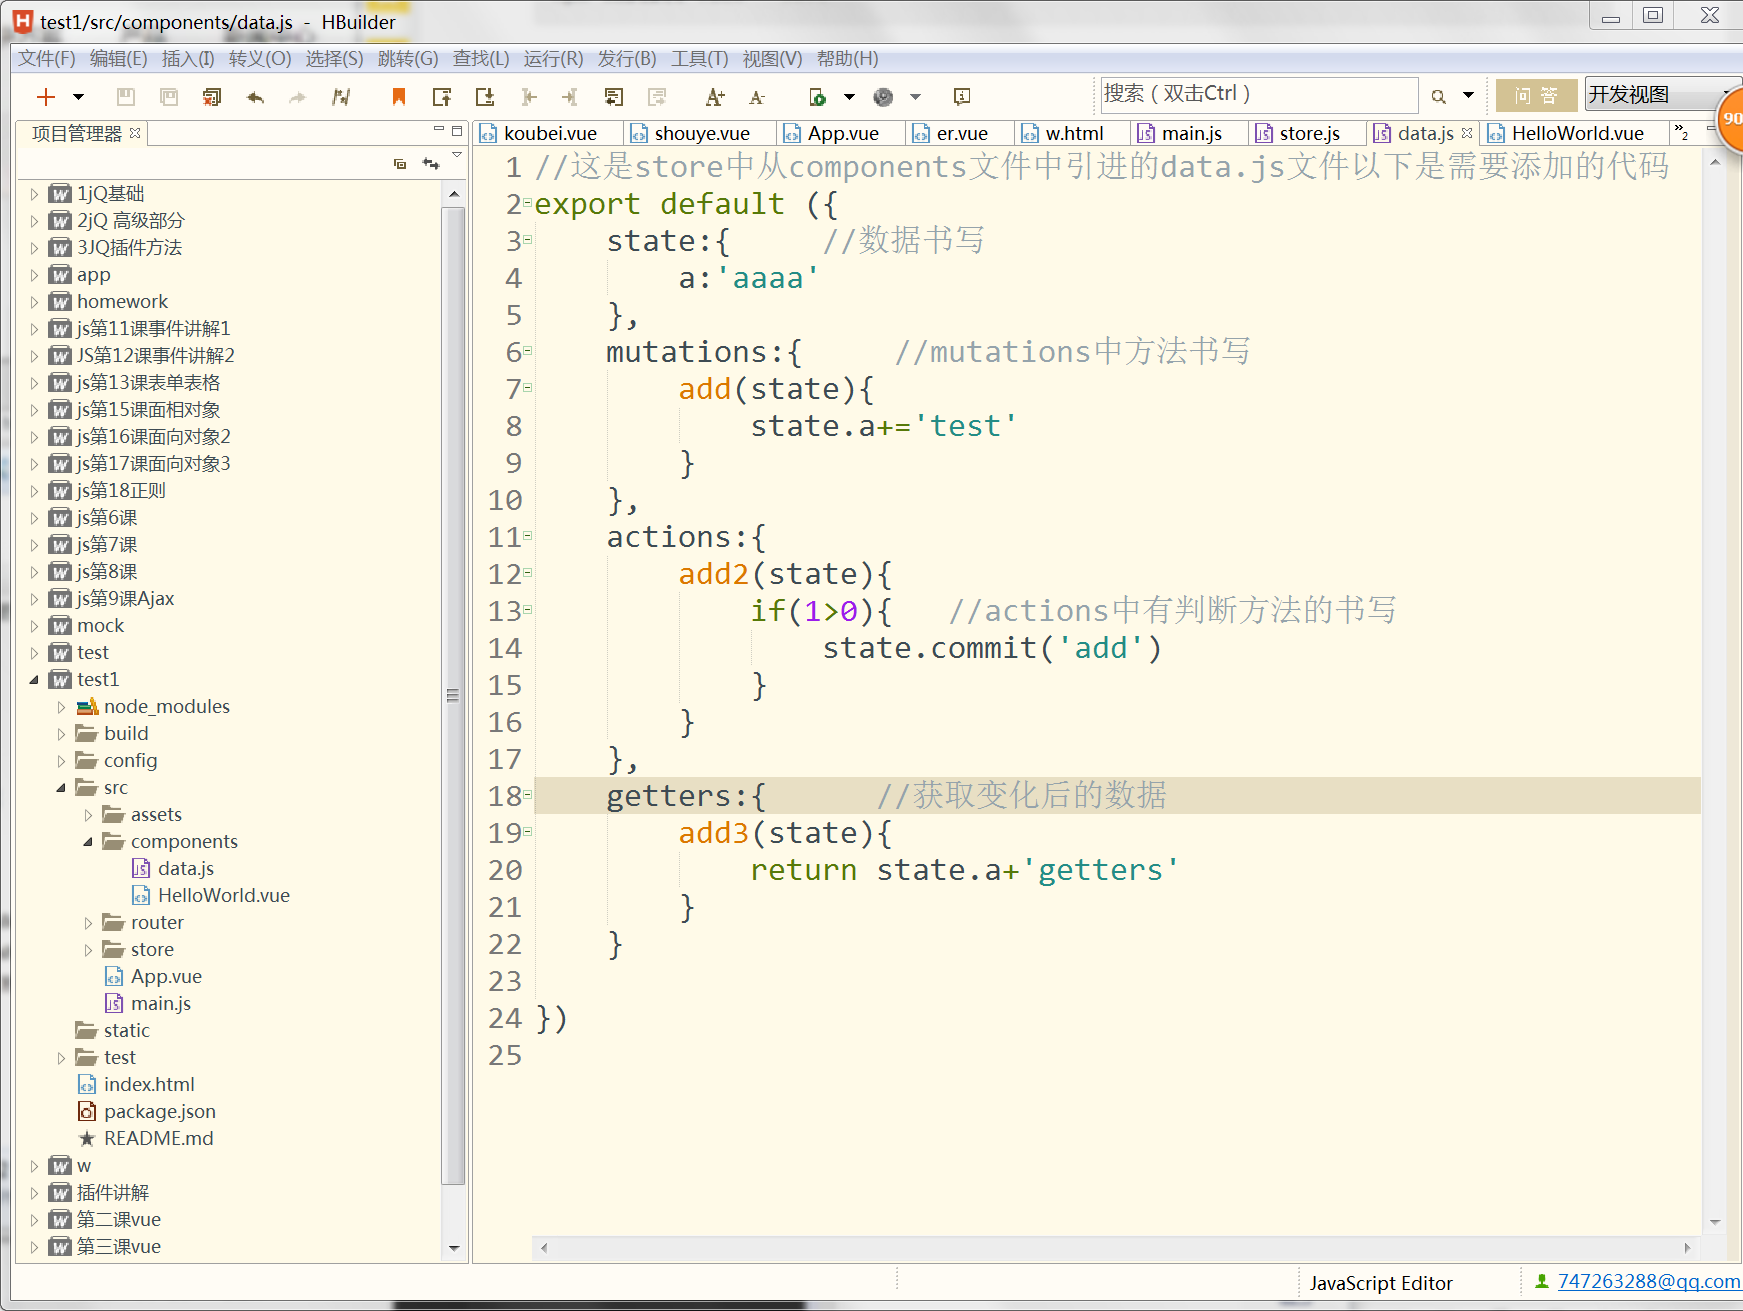 test1/src/components/data.js - HBuilder
文件(F) 编辑(E) 插入(I) 转义(O) 选择(S) 跳转(G) 查找(L) 运行(R) 发行(B) 工具(T) 视图(V) 帮助(H)
搜索（双击Ctrl）
问 答
开发视图
90
项目管理器
koubei.vue shouye.vue App.vue er.vue w.html main.js store.js data.js HelloWorld.vue »2
1jQ基础
2jQ 高级部分
3JQ插件方法
app
homework
js第11课事件讲解1
JS第12课事件讲解2
js第13课表单表格
js第15课面相对象
js第16课面向对象2
js第17课面向对象3
js第18正则
js第6课
js第7课
js第8课
js第9课Ajax
mock
test
test1
node_modules
build
config
src
assets
components
data.js
HelloWorld.vue
router
store
App.vue
main.js
static
test
index.html
package.json
README.md
w
插件讲解
第二课vue
第三课vue
1 //这是store中从components文件中引进的data.js文件以下是需要添加的代码
2 export default ({
3     state:{     //数据书写
4         a:'aaaa'
5     },
6     mutations:{     //mutations中方法书写
7         add(state){
8             state.a+='test'
9         }
10     },
11     actions:{
12         add2(state){
13             if(1>0){   //actions中有判断方法的书写
14                 state.commit('add')
15             }
16         }
17     },
18     getters:{      //获取变化后的数据
19         add3(state){
20             return state.a+'getters'
21         }
22     }
23
24 })
25
JavaScript Editor
747263288@qq.com